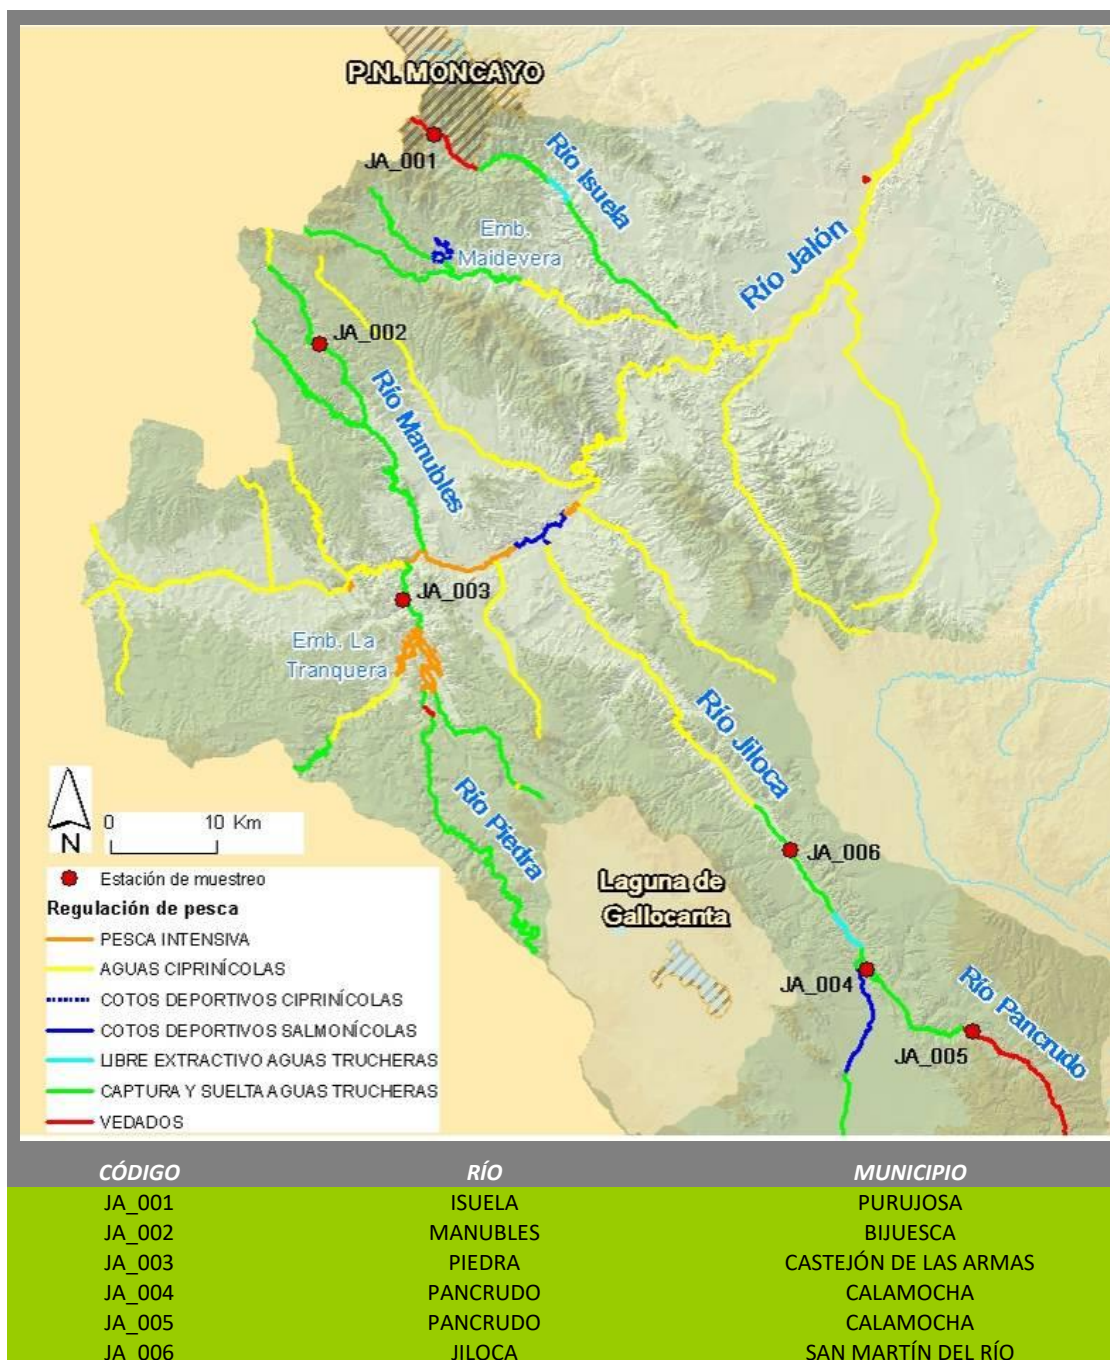 P.N. MONCAYO
JA_001
Río Isuela
Emb.
Maidevera
Río Jalón
JA_002
Río Manubles
JA_003
Emb. La
Tranquera
Río Jiloca
Río Piedra
JA_006
Laguna de
Gallocanta
JA_004
Río Pancrudo
JA_005
0 10 Km
N
Estación de muestreo
Regulación de pesca
PESCA INTENSIVA
AGUAS CIPRINÍCOLAS
COTOS DEPORTIVOS CIPRINÍCOLAS
COTOS DEPORTIVOS SALMONÍCOLAS
LIBRE EXTRACTIVO AGUAS TRUCHERAS
CAPTURA Y SUELTA AGUAS TRUCHERAS
VEDADOS
CÓDIGO RÍO MUNICIPIO
JA_001 ISUELA PURUJOSA
JA_002 MANUBLES BIJUESCA
JA_003 PIEDRA CASTEJÓN DE LAS ARMAS
JA_004 PANCRUDO CALAMOCHA
JA_005 PANCRUDO CALAMOCHA
JA_006 JILOCA SAN MARTÍN DEL RÍO